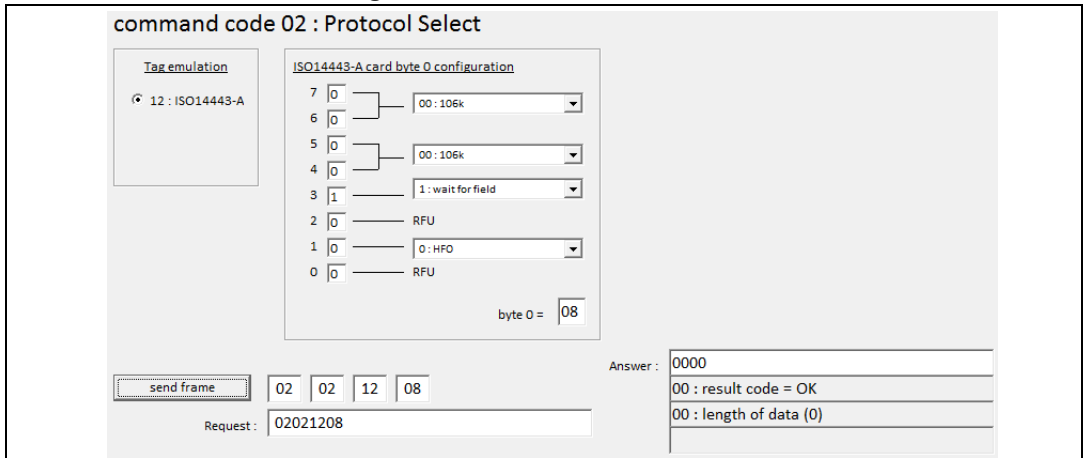 command code 02 : Protocol Select
Tag emulation
12 : ISO14443-A
ISO14443-A card byte 0 configuration
7 0
00 : 106k
6 0
5 0
00 : 106k
4 0
3 1 1 : wait for field
2 0 RFU
1 0 0 : HFO
0 0 RFU
byte 0 = 08
send frame 02 02 12 08
Request : 02021208
Answer : 0000
00 : result code = OK
00 : length of data (0)